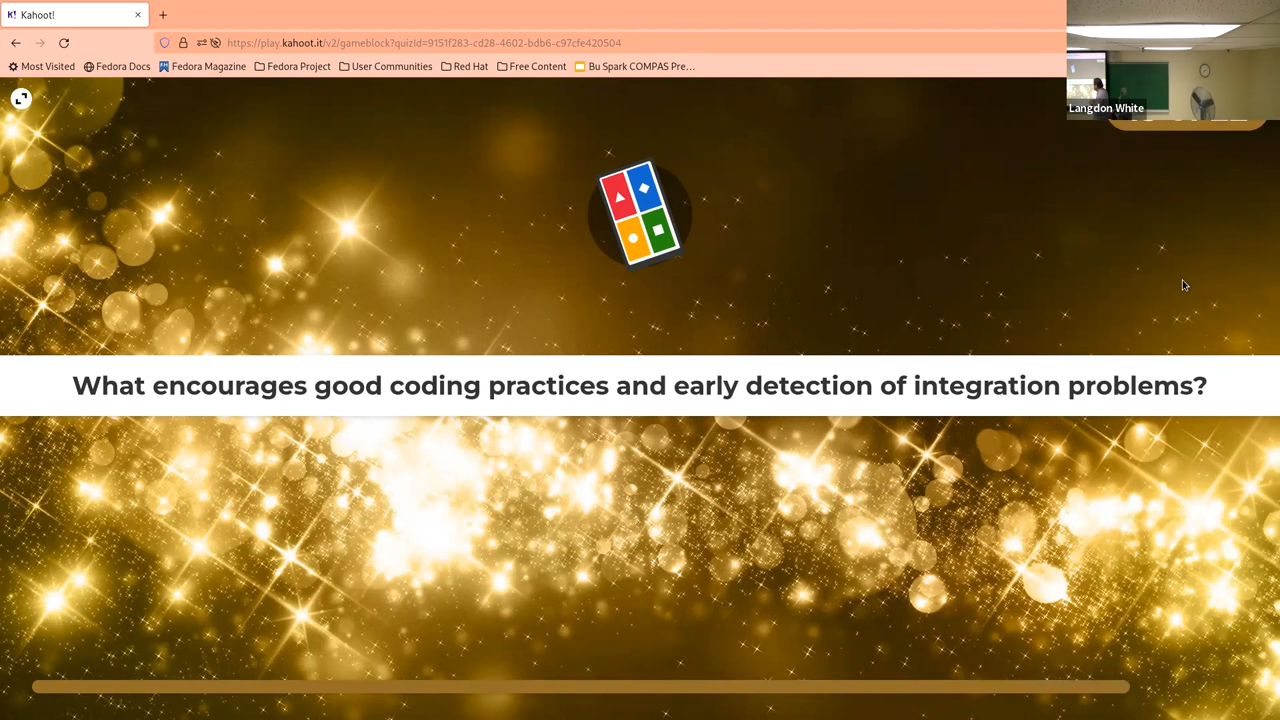 K! Kahoot!
https://play.kahoot.it/v2/gameblock?quizId=9151f283-cd28-4602-bdb6-c97cfe420504
Most Visited Fedora Docs Fedora Magazine Fedora Project User Communities Red Hat Free Content Bu Spark COMPAS Pre...
Langdon White
What encourages good coding practices and early detection of integration problems?